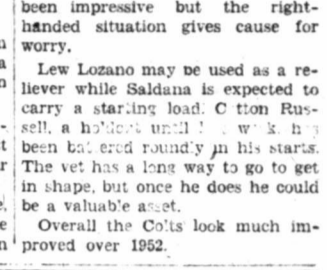 been impressive but the right-
handed situation gives cause for
worry.
Lew Lozano may be used as a re-
liever while Saldana is expected to
carry a starting load. Rus-
sell, a
been battered roundly in his starts.
The vet has a long way to go to get
in shape, but once he does he could
be a valuable asset.
Overall the Colts look much im-
proved over 1952.